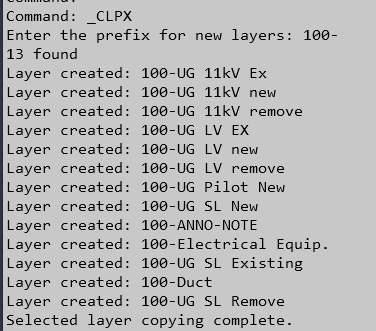 Command: _CLPX
Enter the prefix for new layers: 100-
13 found
Layer created: 100-UG 11kV Ex
Layer created: 100-UG 11kV new
Layer created: 100-UG 11kV remove
Layer created: 100-UG LV EX
Layer created: 100-UG LV new
Layer created: 100-UG LV remove
Layer created: 100-UG Pilot New
Layer created: 100-UG SL New
Layer created: 100-ANNO-NOTE
Layer created: 100-Electrical Equip.
Layer created: 100-UG SL Existing
Layer created: 100-Duct
Layer created: 100-UG SL Remove
Selected layer copying complete.